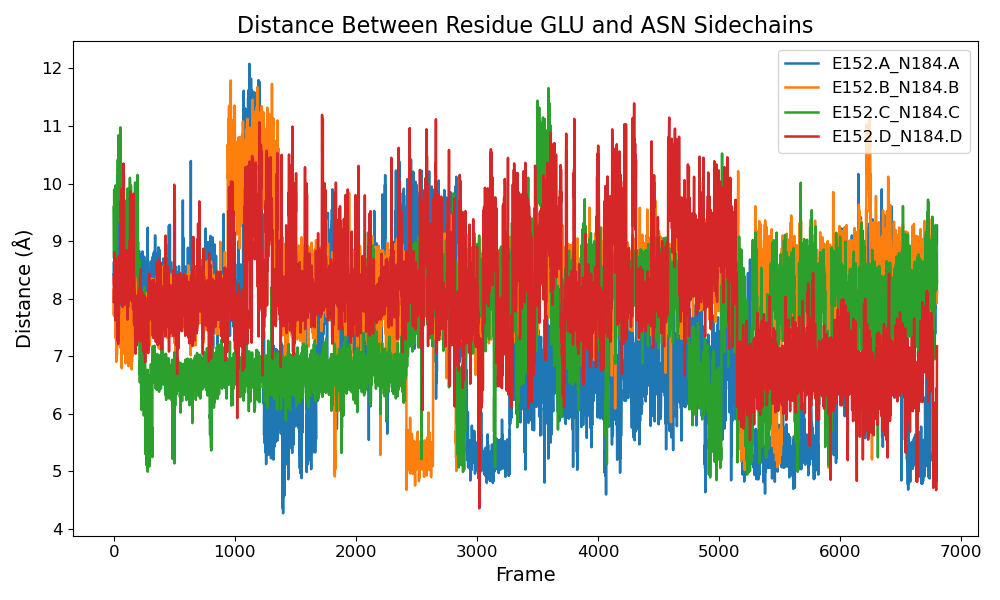 Distance Between Residue GLU and ASN Sidechains
E152.A_N184.A
E152.B_N184.B
E152.C_N184.C
E152.D_N184.D
12
11
10
9
8
7
6
5
4
Distance (Å)
0 1000 2000 3000 4000 5000 6000 7000
Frame